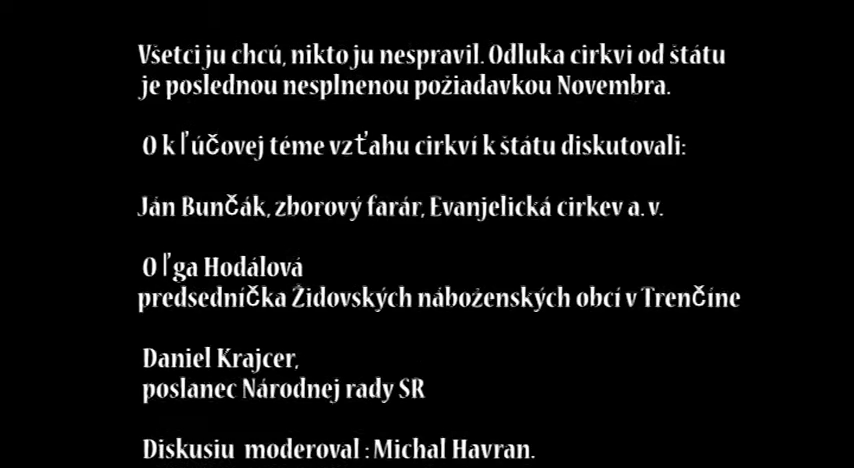 Všetci ju chcú, nikto ju nespravil. Odluka cirkvi od štátu
je poslednou nesplnenou požiadavkou Novembra.
O kľúčovej téme vzťahu cirkví k štátu diskutovali:
Ján Bunčák, zborový farár, Evanjelická cirkev a. v.
Oľga Hodálová
predsedníčka Židovských náboženských obcí v Trenčíne
Daniel Krajcer,
poslanec Národnej rady SR
Diskusiu moderoval : Michal Havran.